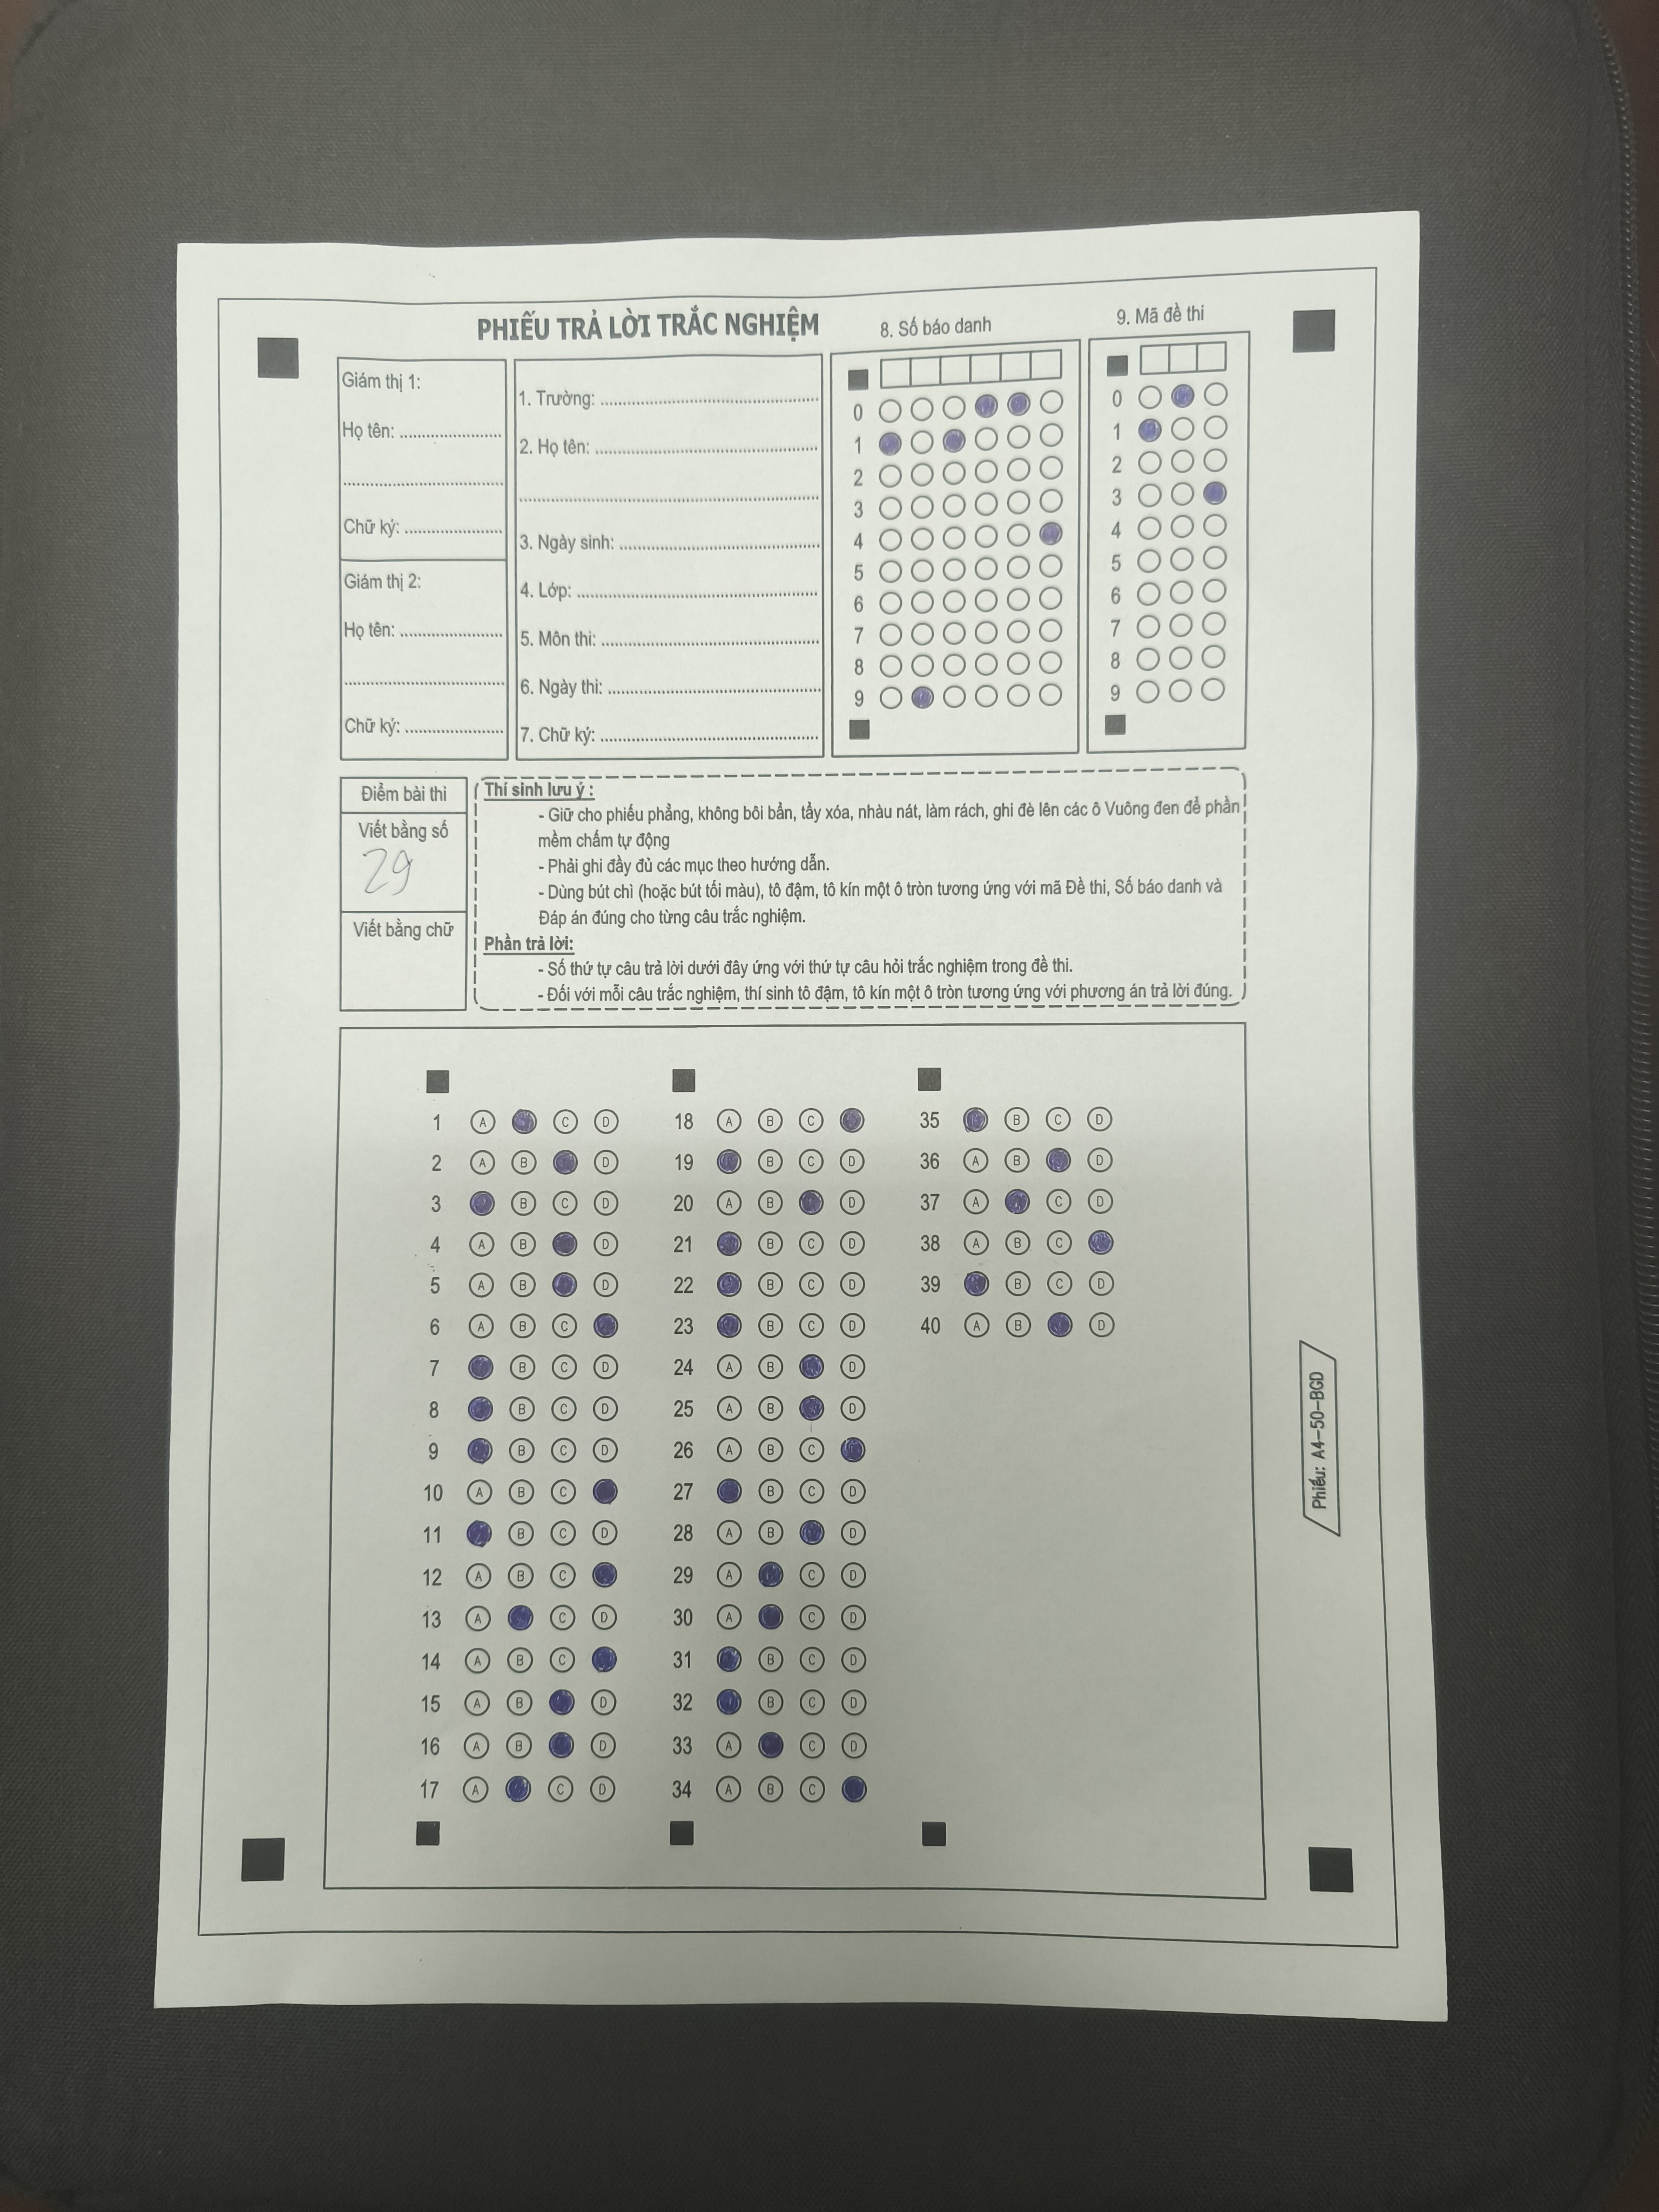 PHIẾU TRẢ LỜI TRẮC NGHIỆM
8. Số báo danh
9. Mã đề thi
Giám thị 1:
Họ tên: ....................
................................
Chữ ký: ....................
Giám thị 2:
Họ tên: ....................
................................
Chữ ký: ....................
1. Trường: ....................
2. Họ tên: ....................
................................
3. Ngày sinh: ....................
4. Lớp: ....................
5. Môn thi: ....................
6. Ngày thi: ....................
7. Chữ ký: ....................
0
1
2
3
4
5
6
7
8
9
0
1
2
3
4
5
6
7
8
9
Điểm bài thi
Viết bằng số
29
Viết bằng chữ
Thí sinh lưu ý :
- Giữ cho phiếu phẳng, không bôi bẩn, tẩy xóa, nhàu nát, làm rách, ghi đè lên các ô Vuông đen để phần
mềm chấm tự động
- Phải ghi đầy đủ các mục theo hướng dẫn.
- Dùng bút chì (hoặc bút tối màu), tô đậm, tô kín một ô tròn tương ứng với mã Đề thi, Số báo danh và
Đáp án đúng cho từng câu trắc nghiệm.
Phần trả lời:
- Số thứ tự câu trả lời dưới đây ứng với thứ tự câu hỏi trắc nghiệm trong đề thi.
- Đối với mỗi câu trắc nghiệm, thí sinh tô đậm, tô kín một ô tròn tương ứng với phương án trả lời đúng.
1 A C D
2 A B D
3 B C D
4 A B D
5 A B D
6 A B C
7 B C D
8 B C D
9 B C D
10 A B C
11 B C D
12 A B C
13 A C D
14 A B C
15 A B D
16 A B D
17 A C D
18 A B C
19 B C D
20 A B D
21 B C D
22 B C D
23 B C D
24 A B D
25 A B D
26 A B C
27 B C D
28 A B D
29 A C D
30 A C D
31 B C D
32 B C D
33 A C D
34 A B C
35 B C D
36 A B D
37 A C D
38 A B C
39 B C D
40 A B D
Phiếu: A4-50-BGD